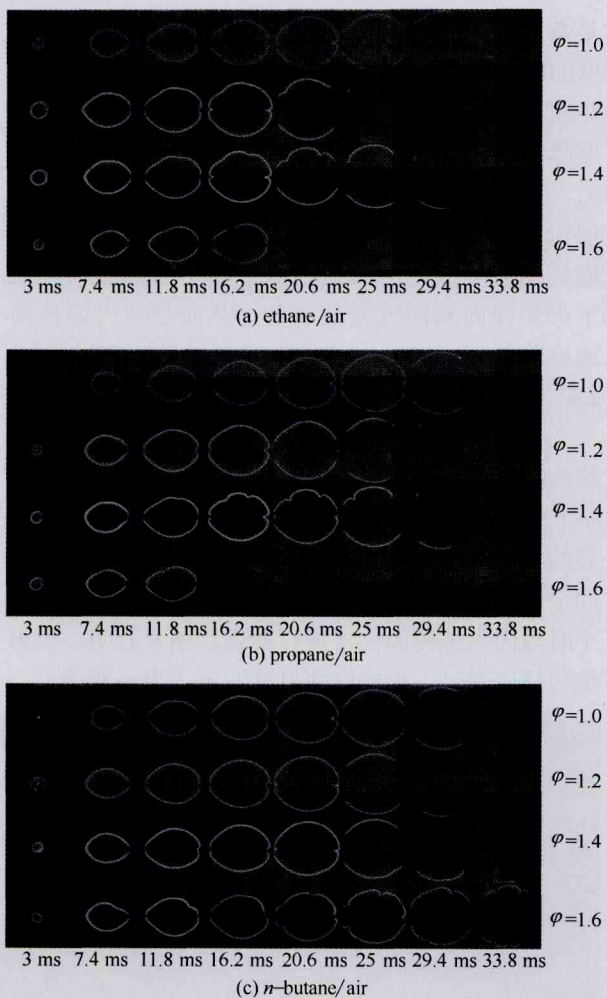 φ=1.0
φ=1.2
φ=1.4
φ=1.6
3 ms 7.4 ms 11.8 ms 16.2 ms 20.6 ms 25 ms 29.4 ms 33.8 ms
(a) ethane/air
φ=1.0
φ=1.2
φ=1.4
φ=1.6
3 ms 7.4 ms 11.8 ms 16.2 ms 20.6 ms 25 ms 29.4 ms 33.8 ms
(b) propane/air
φ=1.0
φ=1.2
φ=1.4
φ=1.6
3 ms 7.4 ms 11.8 ms 16.2 ms 20.6 ms 25 ms 29.4 ms 33.8 ms
(c) n-butane/air